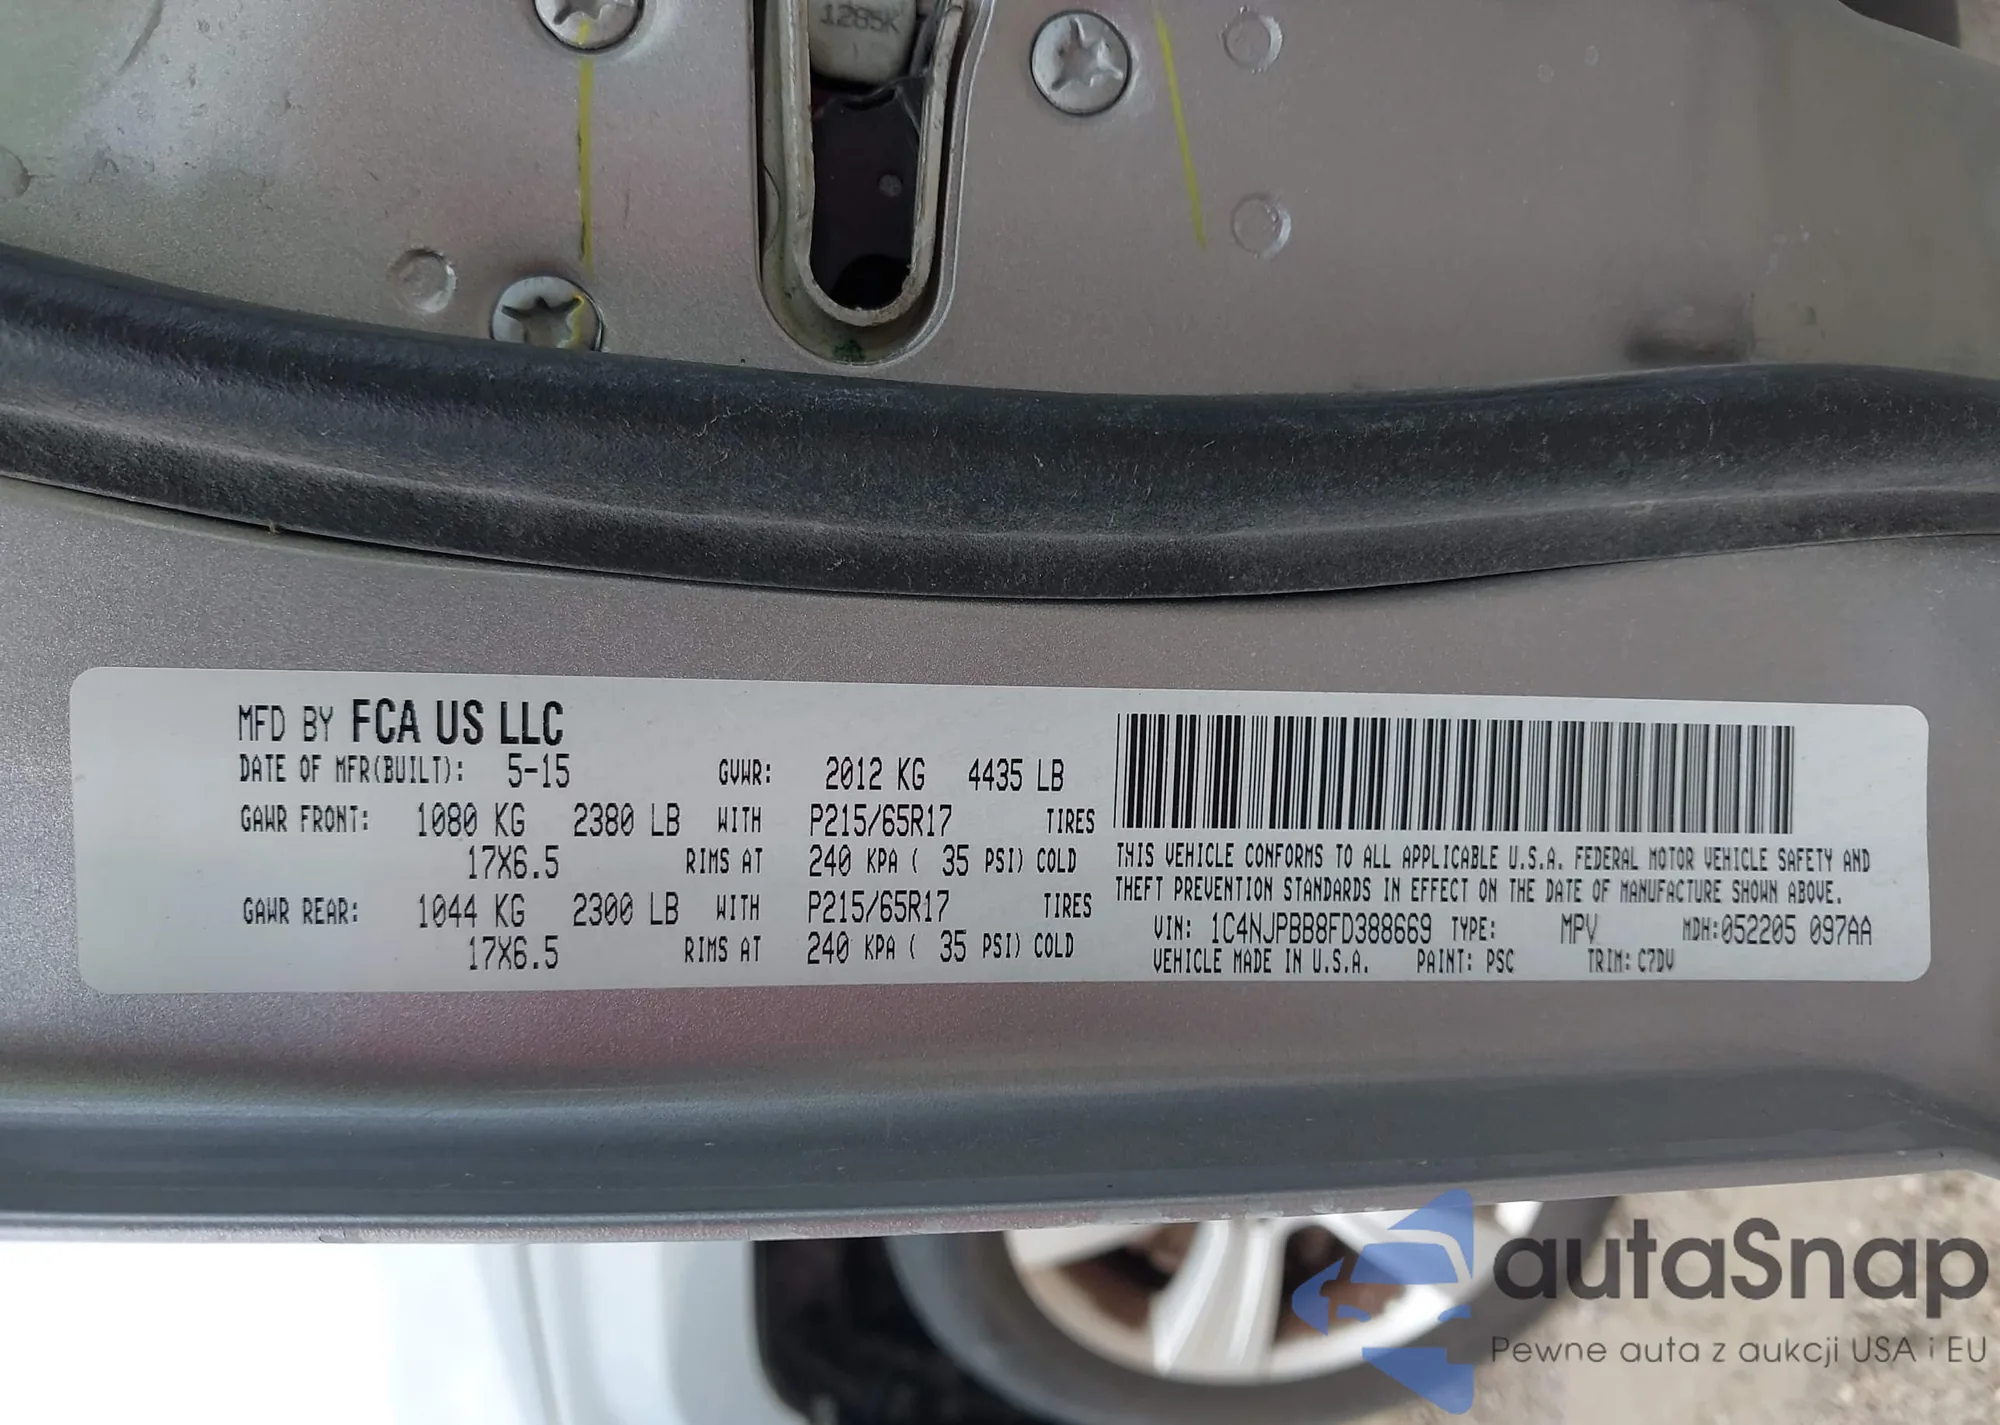 1285K
MFD BY FCA US LLC
DATE OF MFR(BUILT): 5-15 GVWR: 2012 KG 4435 LB
GAWR FRONT: 1080 KG 2380 LB WITH P215/65R17 TIRES
17X6.5 RIMS AT 240 KPA ( 35 PSI) COLD
GAWR REAR: 1044 KG 2300 LB WITH P215/65R17 TIRES
17X6.5 RIMS AT 240 KPA ( 35 PSI) COLD
THIS VEHICLE CONFORMS TO ALL APPLICABLE U.S.A. FEDERAL MOTOR VEHICLE SAFETY AND
THEFT PREVENTION STANDARDS IN EFFECT ON THE DATE OF MANUFACTURE SHOWN ABOVE.
VIN: 1C4NJPBB8FD388669 TYPE: MPV MDH:052205 097AA
VEHICLE MADE IN U.S.A. PAINT: PSC TRIM: C7DV
autaSnap
Pewne auta z aukcji USA i EU